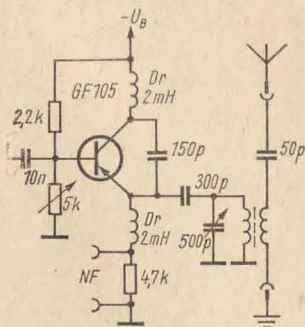 -U_B
GF105
Dr
2mH
2,2k
150p
50p
10n
300p
5k
Dr
2mH
500p
NF
4,7k